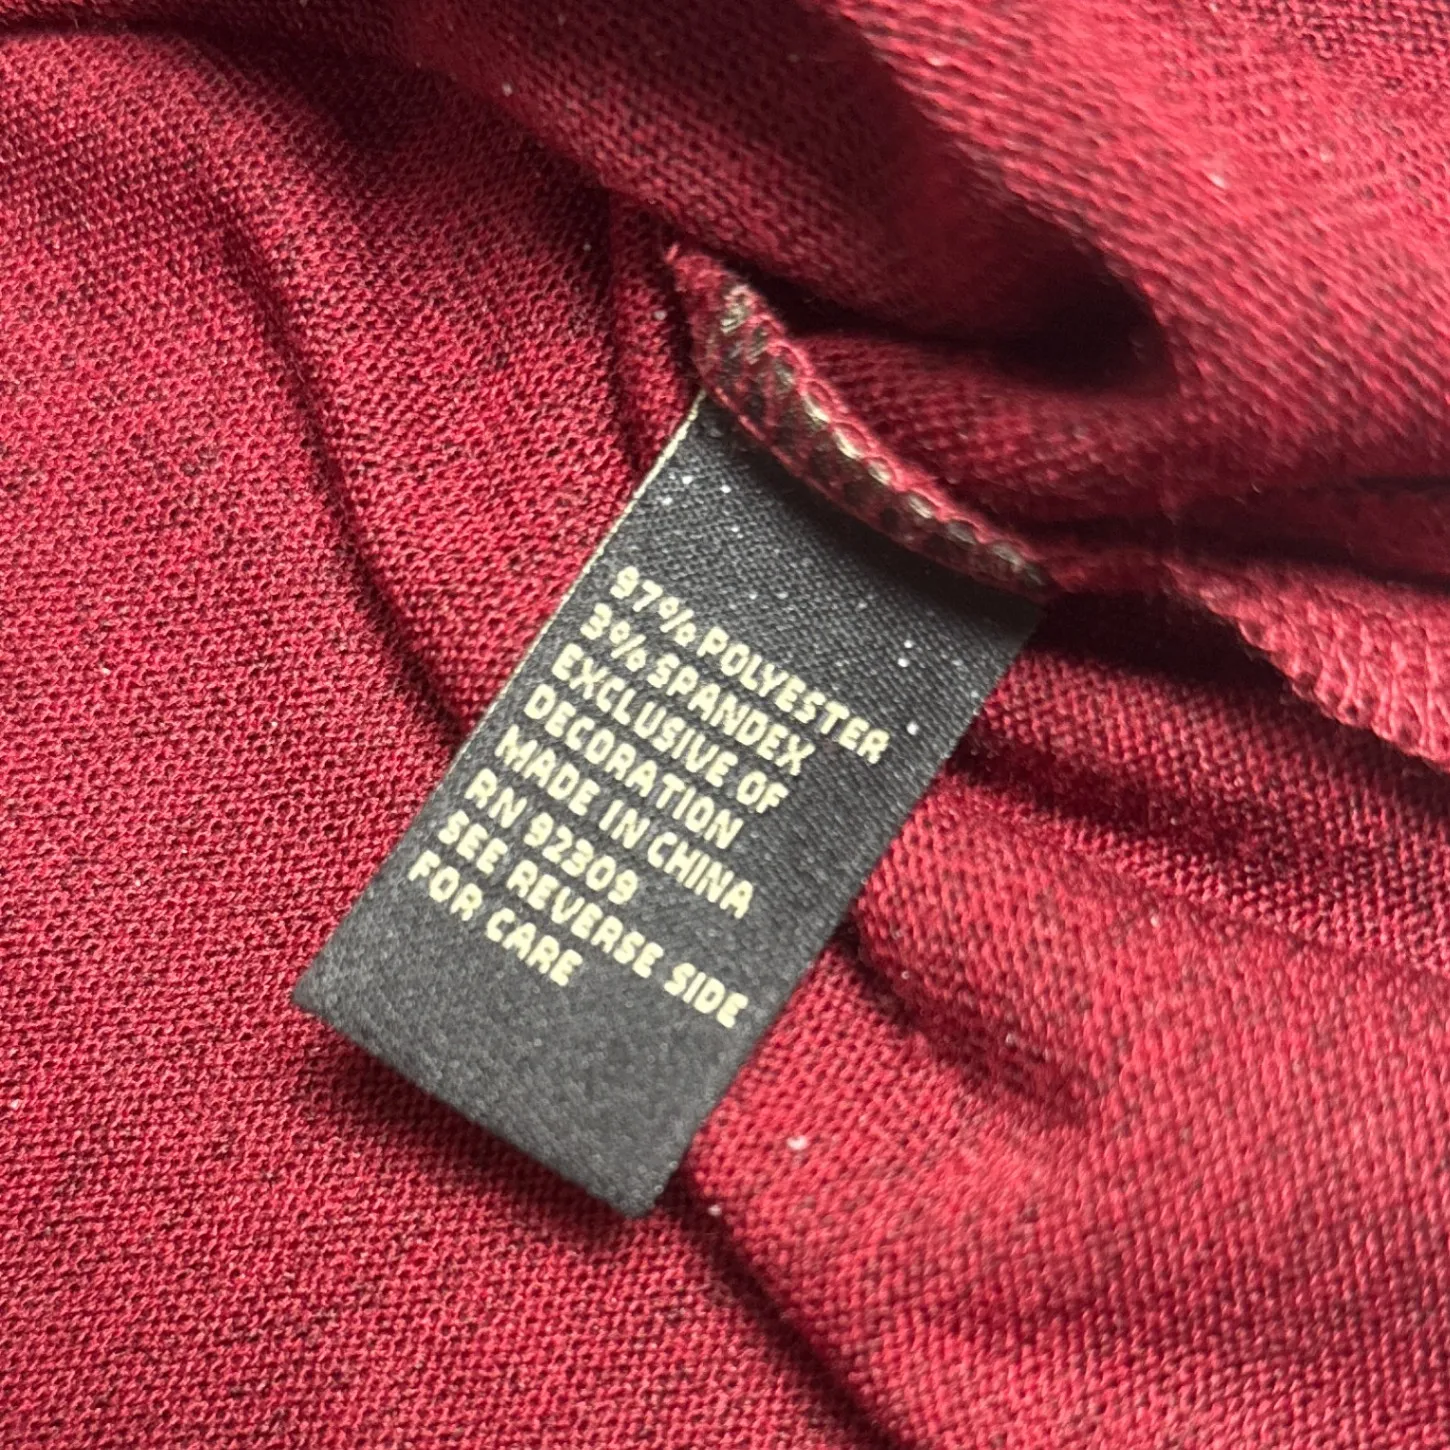 97% POLYESTER
3% SPANDEX
EXCLUSIVE OF
DECORATION
MADE IN CHINA
RN 92309
SEE REVERSE SIDE
FOR CARE